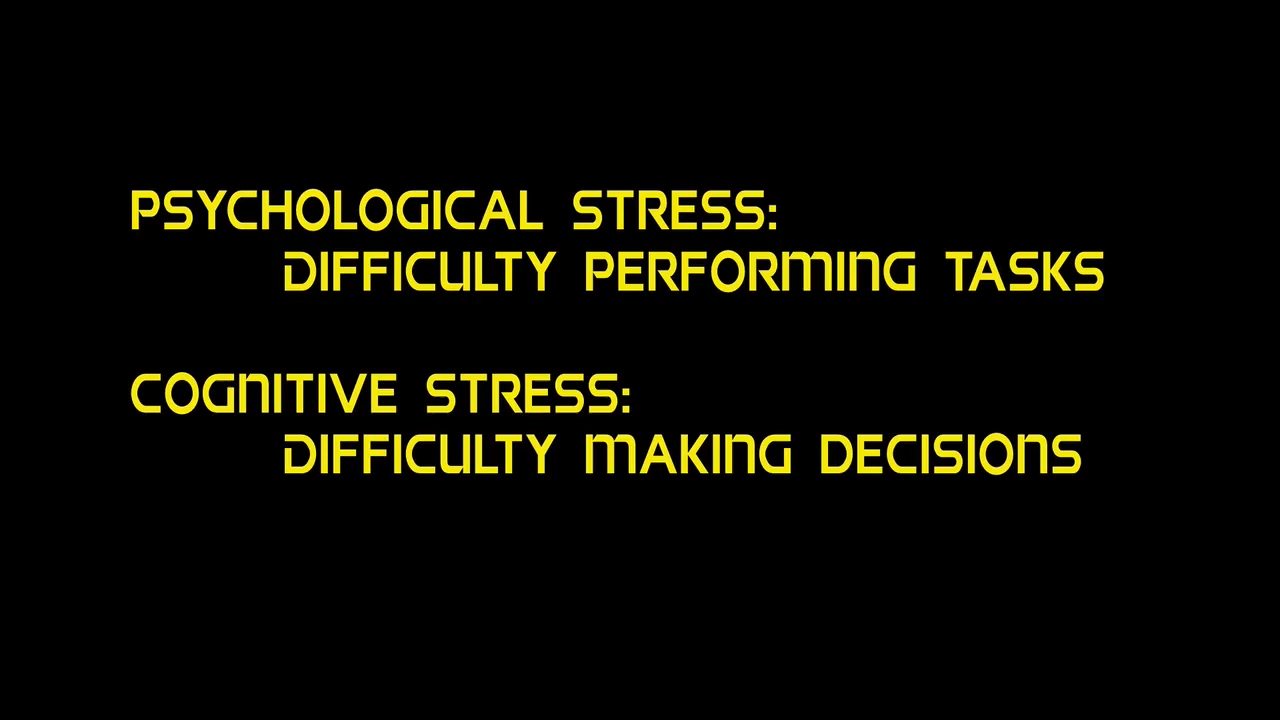 PSYCHOLOGICAL STRESS:
DIFFICULTY PERFORMING TASKS
COGNITIVE STRESS:
DIFFICULTY MAKING DECISIONS